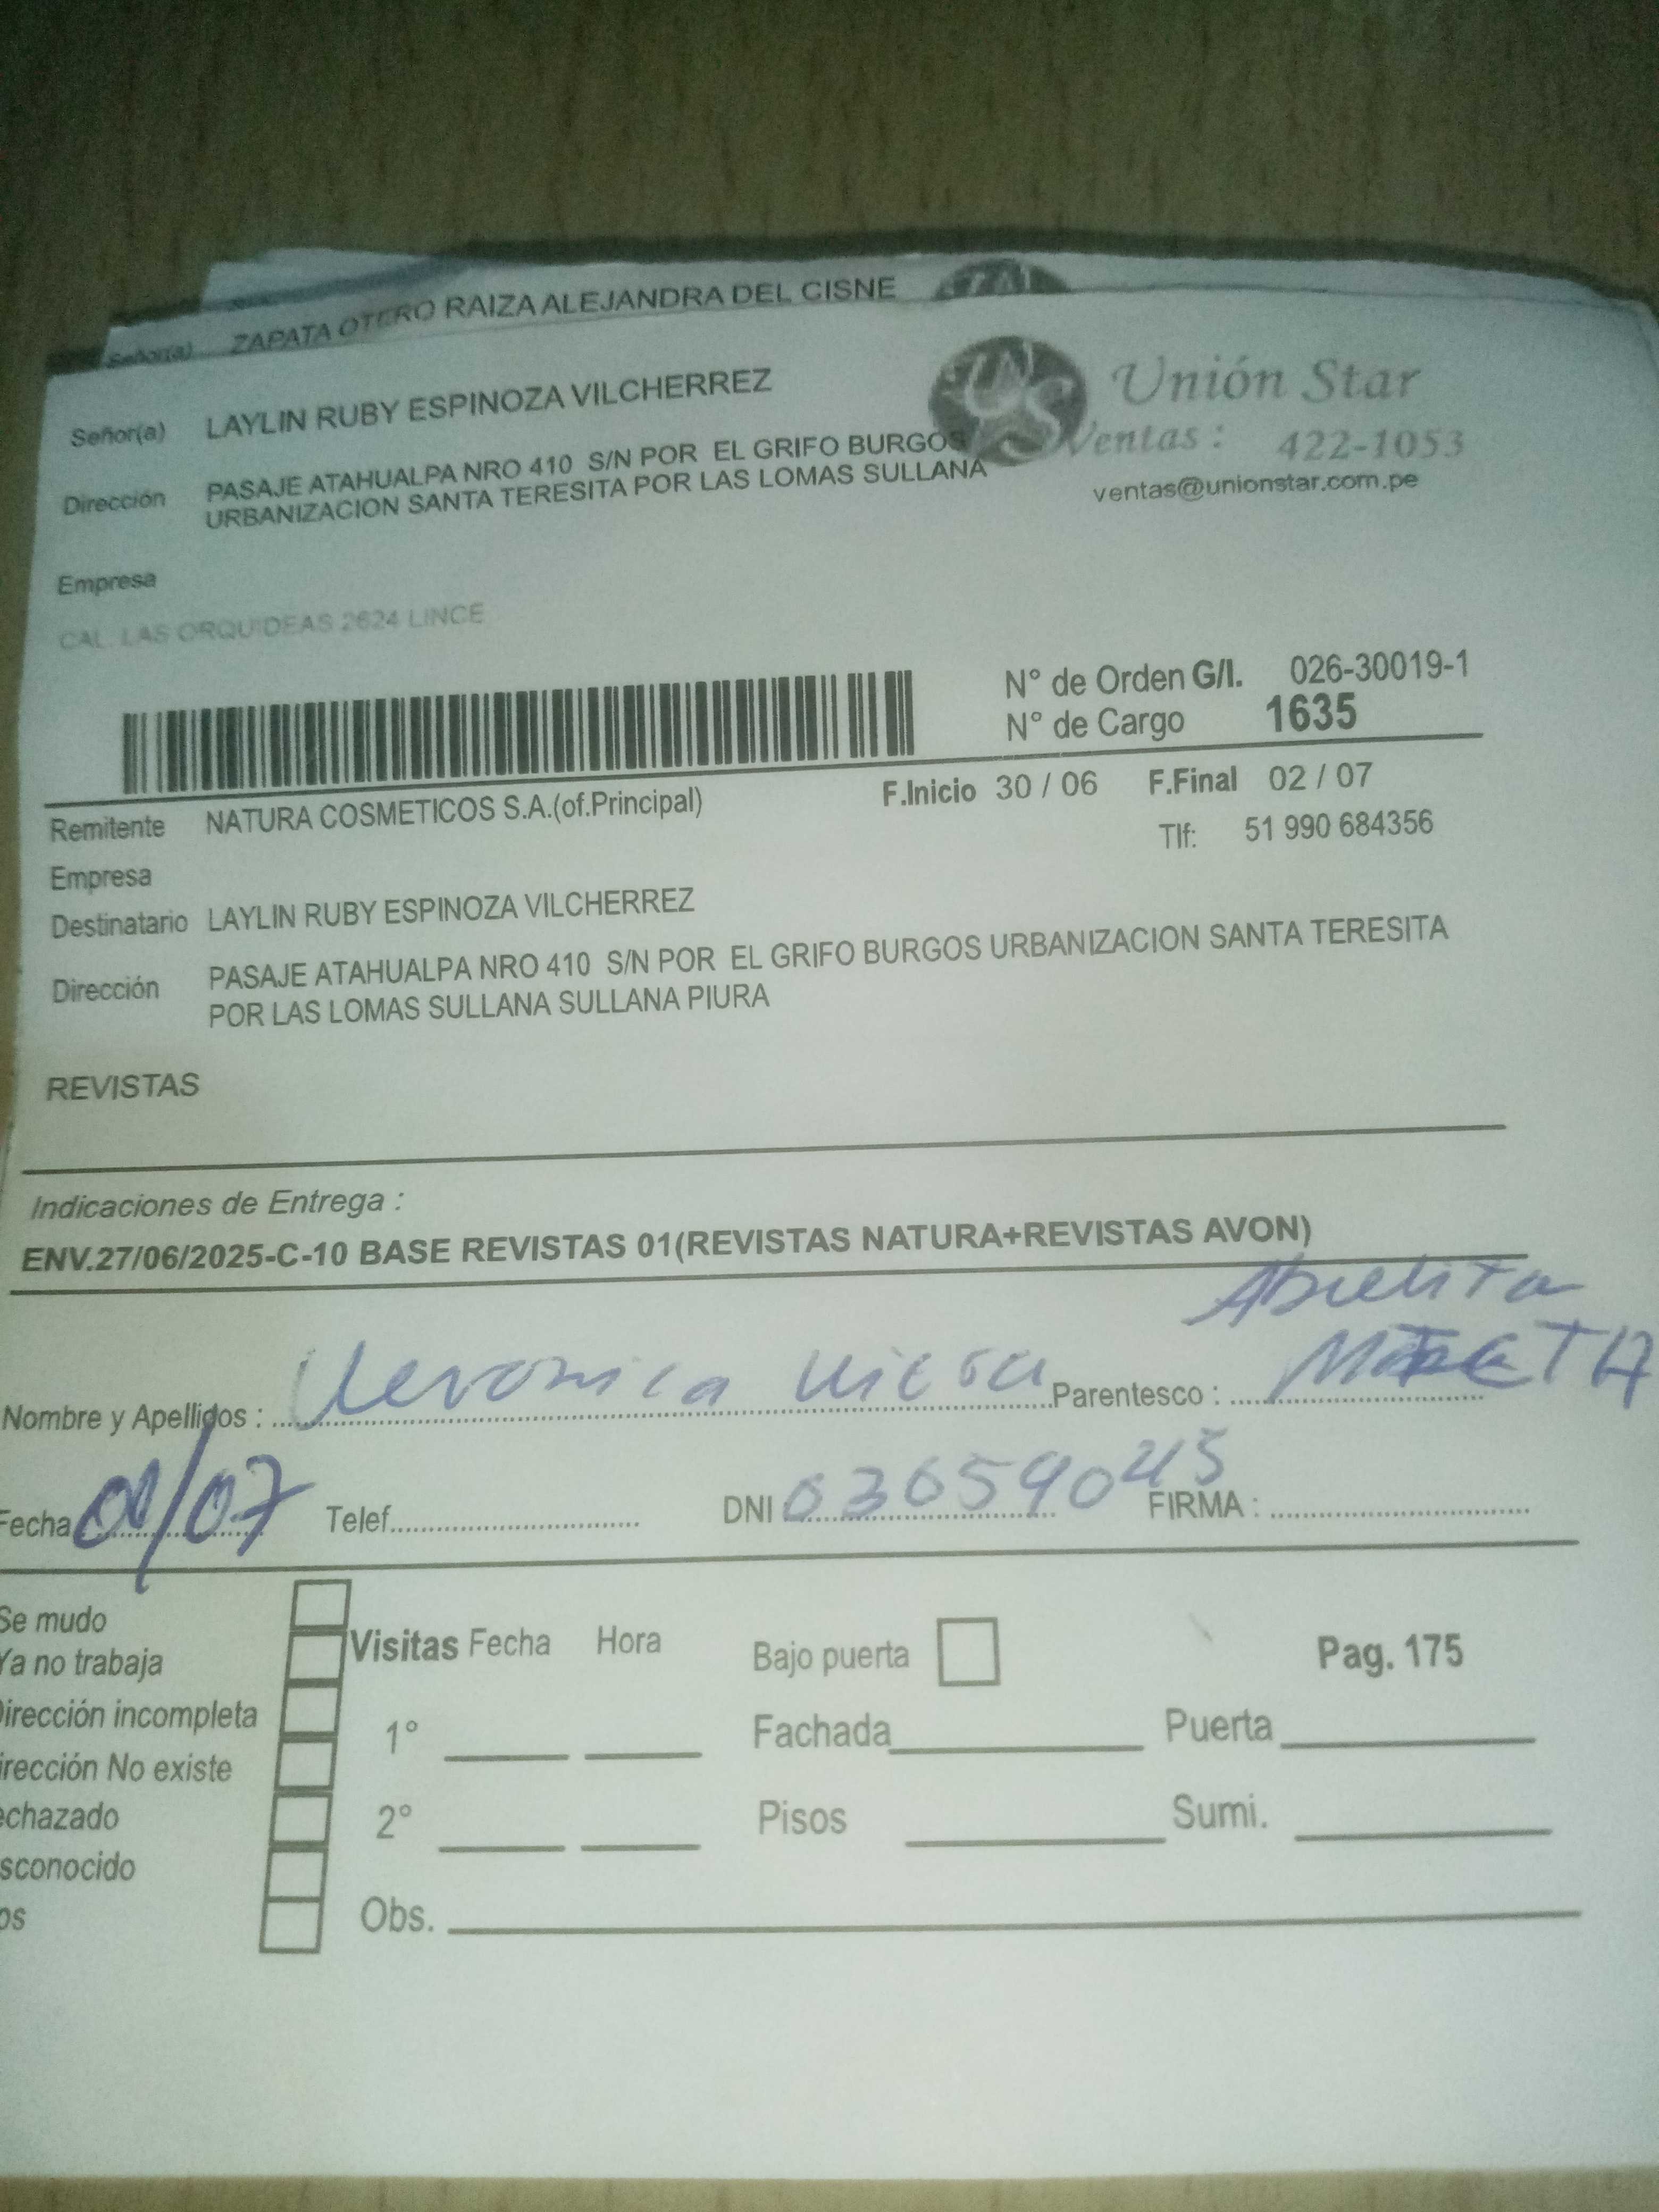 Señor(a) ZAPATA OTERO RAIZA ALEJANDRA DEL CISNE
Señor(a) LAYLIN RUBY ESPINOZA VILCHERREZ
Unión Star
Ventas : 422-1053
ventas@unionstar.com.pe
Dirección PASAJE ATAHUALPA NRO 410 S/N POR EL GRIFO BURGOS
URBANIZACION SANTA TERESITA POR LAS LOMAS SULLANA
Empresa
CAL. LAS ORQUIDEAS 2624 LINCE
N° de Orden G/I. 026-30019-1
N° de Cargo 1635
Remitente NATURA COSMETICOS S.A.(of.Principal) F.Inicio 30 / 06 F.Final 02 / 07
Tlf: 51 990 684356
Empresa
Destinatario LAYLIN RUBY ESPINOZA VILCHERREZ
Dirección PASAJE ATAHUALPA NRO 410 S/N POR EL GRIFO BURGOS URBANIZACION SANTA TERESITA
POR LAS LOMAS SULLANA SULLANA PIURA
REVISTAS
Indicaciones de Entrega :
ENV.27/06/2025-C-10 BASE REVISTAS 01(REVISTAS NATURA+REVISTAS AVON)
Abuelita
Nombre y Apellidos : Veronica Parentesco :
Fecha 01/07 Telef. DNI 03659045 FIRMA :
Se mudo
Ya no trabaja
Dirección incompleta
irección No existe
echazado
sconocido
os
Visitas Fecha Hora
1°
2°
Bajo puerta
Pag. 175
Fachada Puerta
Pisos Sumi.
Obs.